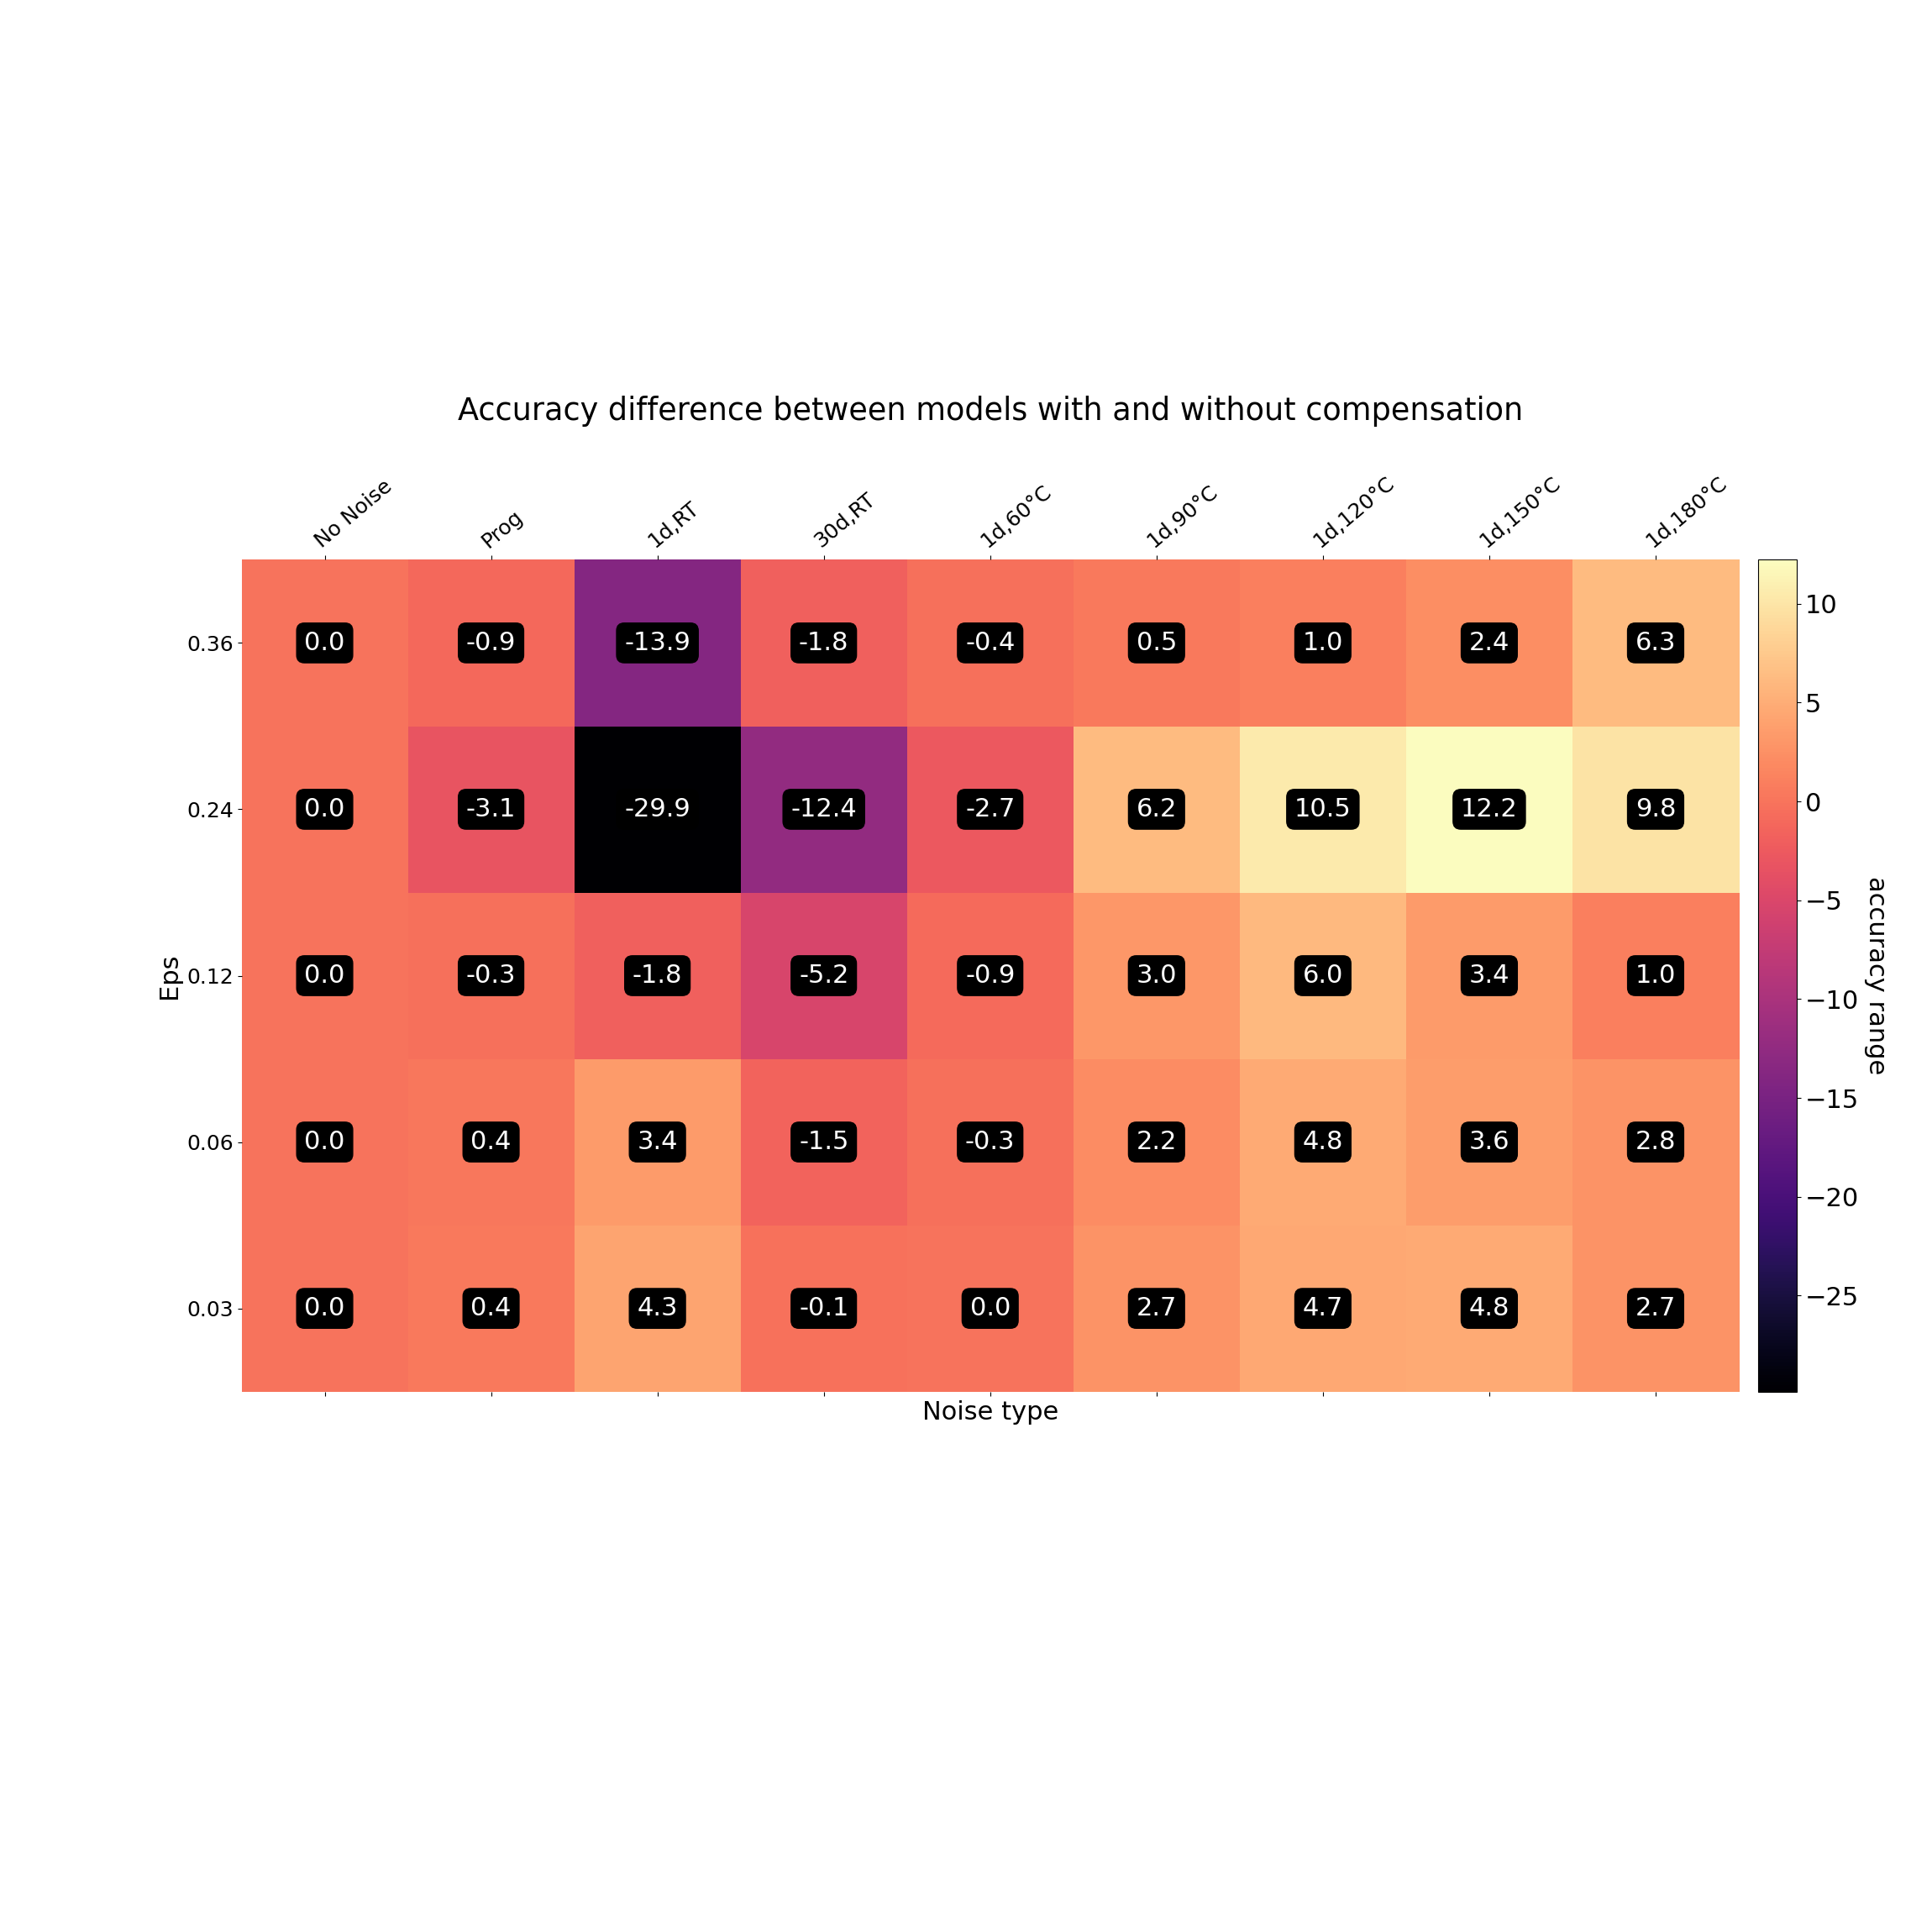 Accuracy difference between models with and without compensation
No Noise Prog 1d,RT 30d,RT 1d,60°C 1d,90°C 1d,120°C 1d,150°C 1d,180°C
0.36 0.0 -0.9 -13.9 -1.8 -0.4 0.5 1.0 2.4 6.3
0.24 0.0 -3.1 -29.9 -12.4 -2.7 6.2 10.5 12.2 9.8
0.12 0.0 -0.3 -1.8 -5.2 -0.9 3.0 6.0 3.4 1.0
0.06 0.0 0.4 3.4 -1.5 -0.3 2.2 4.8 3.6 2.8
0.03 0.0 0.4 4.3 -0.1 0.0 2.7 4.7 4.8 2.7
Eps
Noise type
10
5
0
−5
−10
−15
−20
−25
accuracy range